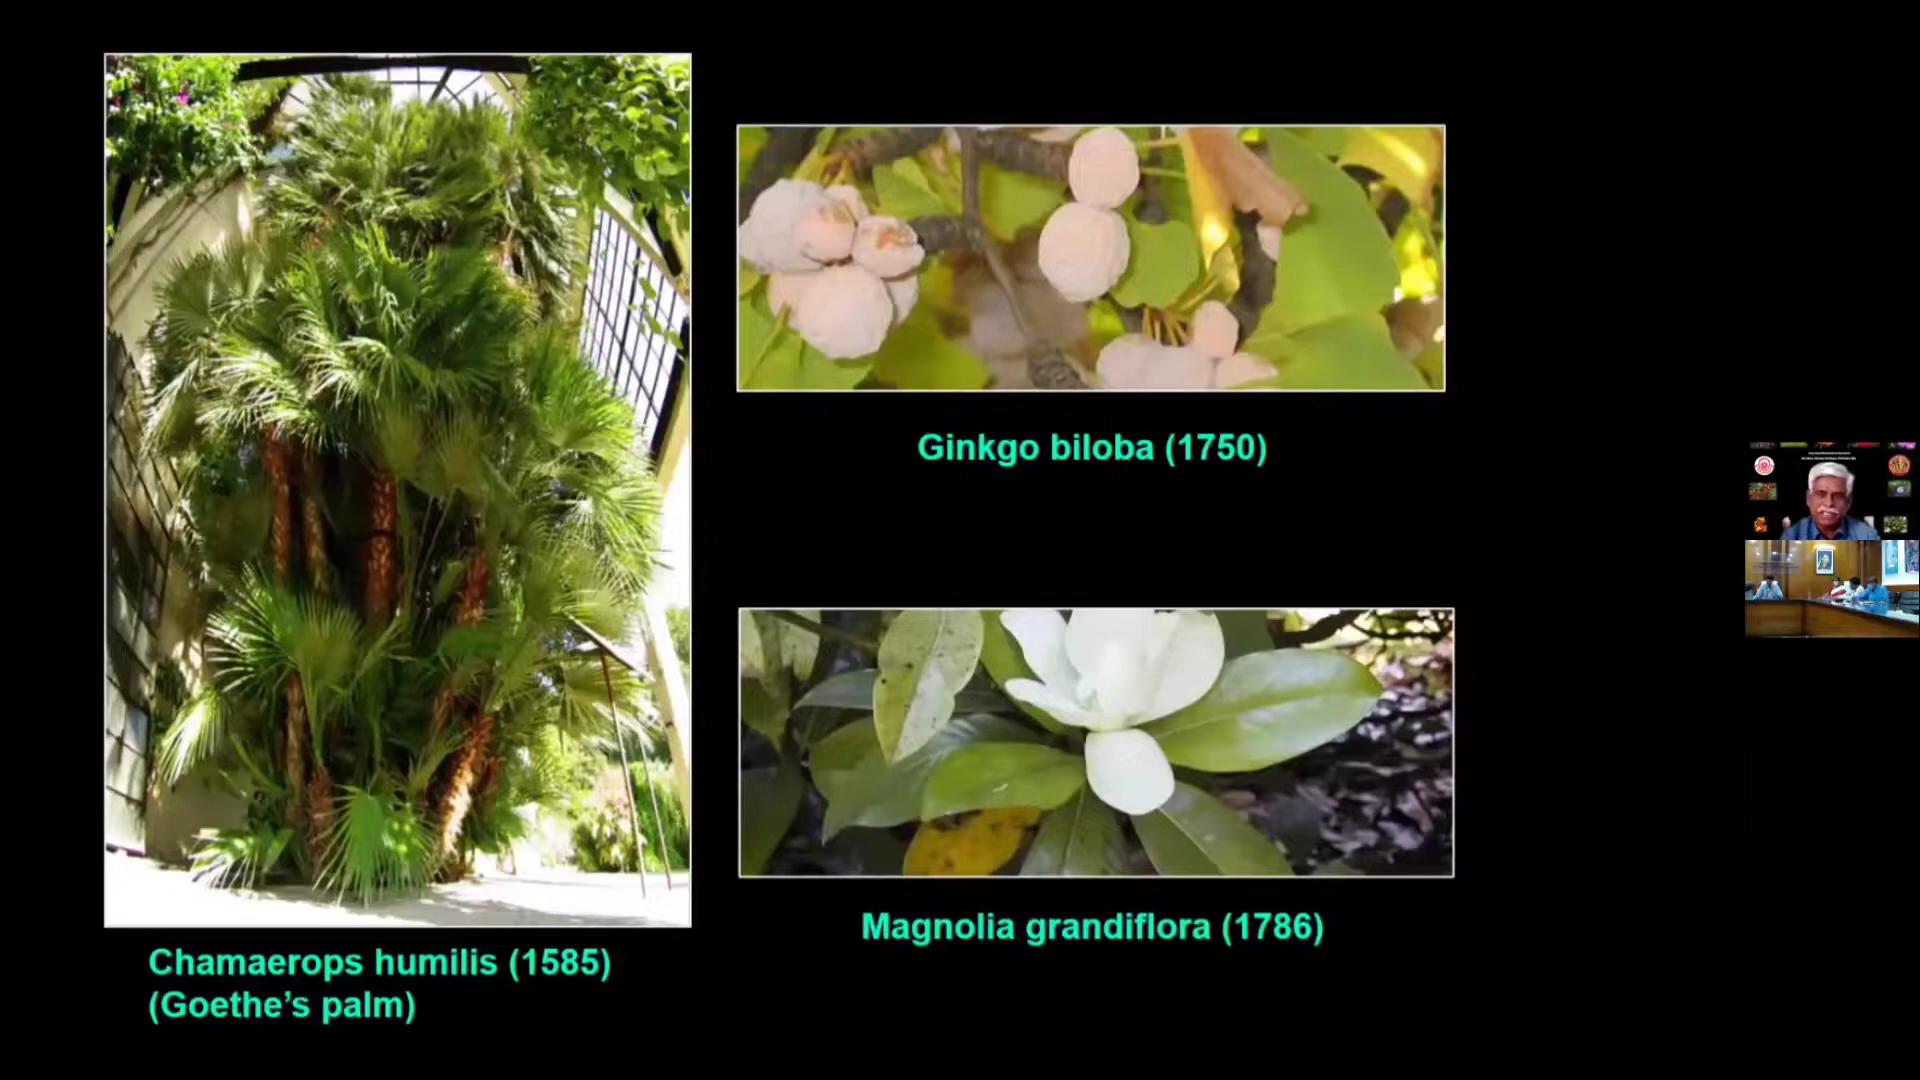 Ginkgo biloba (1750)
Magnolia grandiflora (1786)
Chamaerops humilis (1585)
(Goethe’s palm)